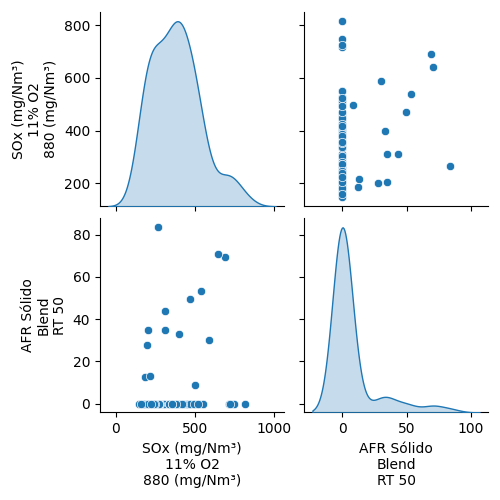 800
600
400
200
SOx (mg/Nm³)
11% O2
880 (mg/Nm³)
80
60
40
20
0
AFR Sólido
Blend
RT 50
0 500 1000
SOx (mg/Nm³)
11% O2
880 (mg/Nm³)
0 50 100
AFR Sólido
Blend
RT 50